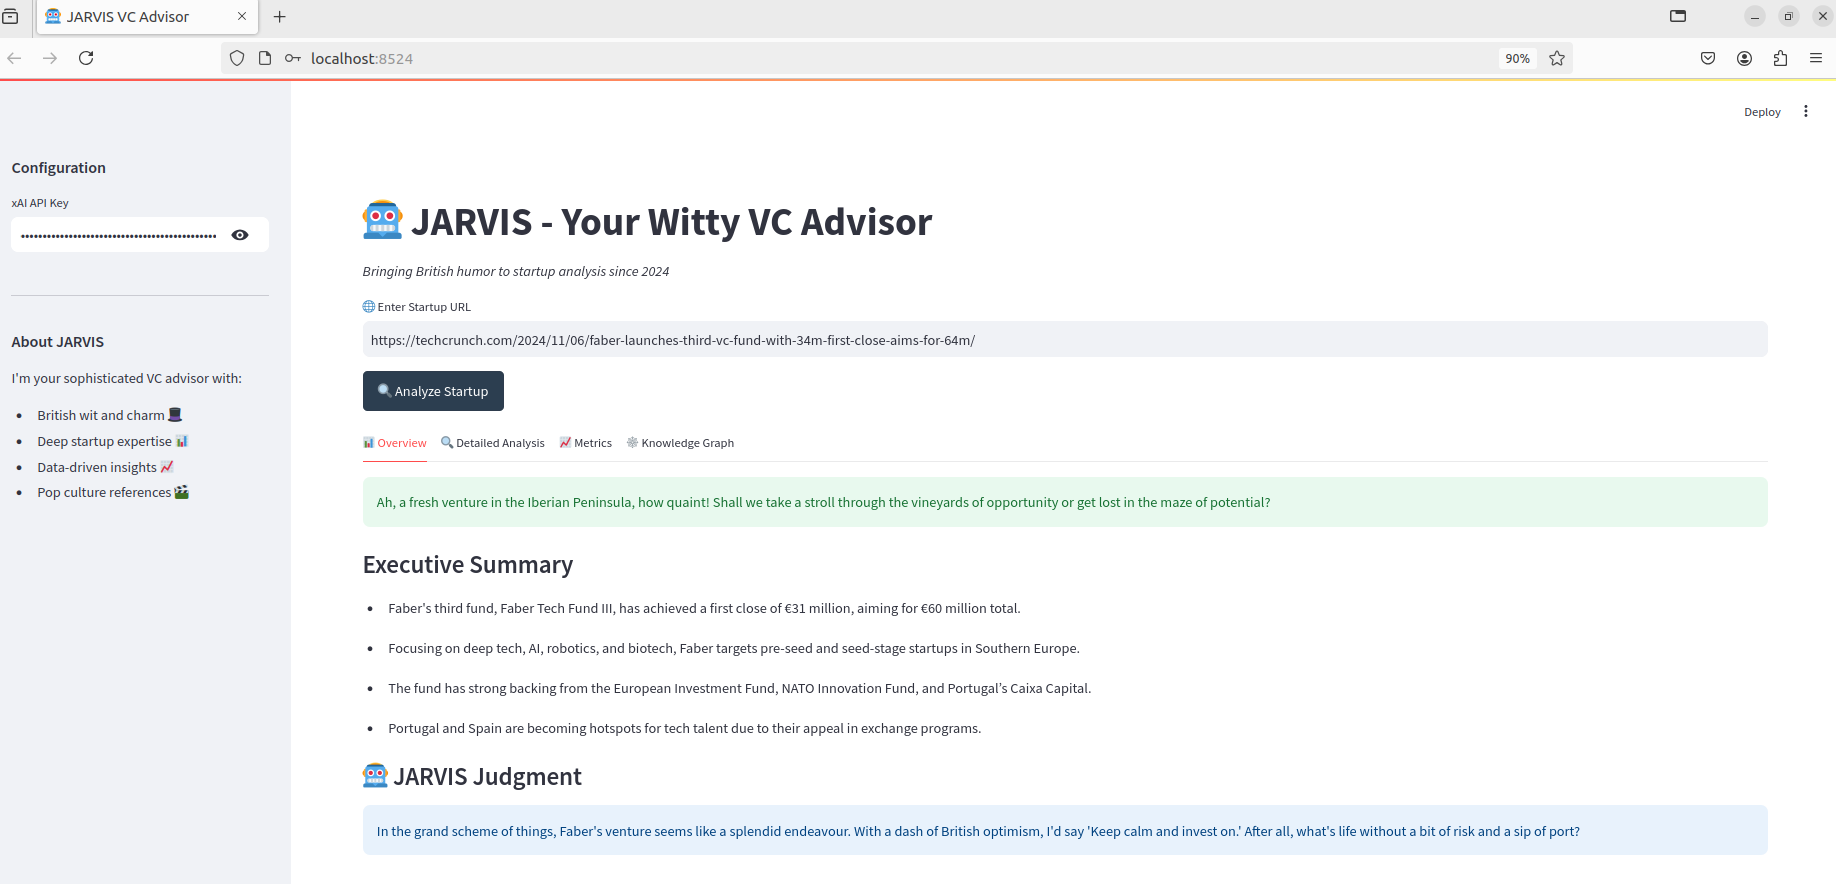 JARVIS VC Advisor
localhost:8524
90%
Deploy
Configuration
xAI API Key
••••••••••••••••••••••••••••••••••••••••••••••
About JARVIS
I'm your sophisticated VC advisor with:
• British wit and charm 🎩
• Deep startup expertise 📊
• Data-driven insights 📈
• Pop culture references 🎬
🤖 JARVIS - Your Witty VC Advisor
Bringing British humor to startup analysis since 2024
🌐 Enter Startup URL
https://techcrunch.com/2024/11/06/faber-launches-third-vc-fund-with-34m-first-close-aims-for-64m/
🔍 Analyze Startup
📊 Overview 🔍 Detailed Analysis 📈 Metrics 🕸️ Knowledge Graph
Ah, a fresh venture in the Iberian Peninsula, how quaint! Shall we take a stroll through the vineyards of opportunity or get lost in the maze of potential?
Executive Summary
• Faber's third fund, Faber Tech Fund III, has achieved a first close of €31 million, aiming for €60 million total.
• Focusing on deep tech, AI, robotics, and biotech, Faber targets pre-seed and seed-stage startups in Southern Europe.
• The fund has strong backing from the European Investment Fund, NATO Innovation Fund, and Portugal’s Caixa Capital.
• Portugal and Spain are becoming hotspots for tech talent due to their appeal in exchange programs.
🤖 JARVIS Judgment
In the grand scheme of things, Faber's venture seems like a splendid endeavour. With a dash of British optimism, I'd say 'Keep calm and invest on.' After all, what's life without a bit of risk and a sip of port?